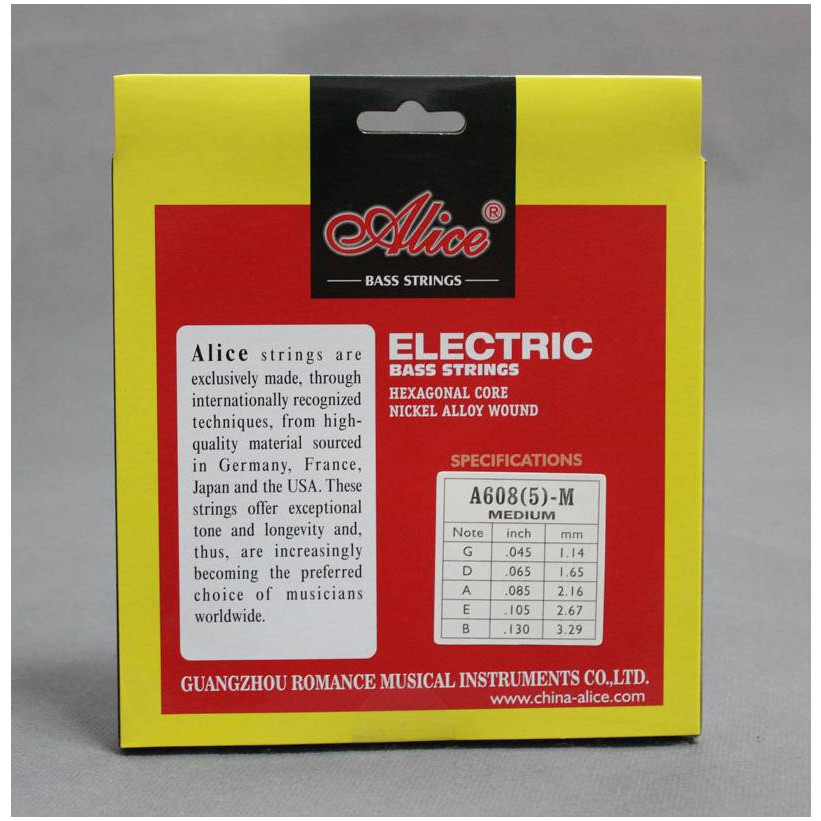 Alice®
BASS STRINGS
Alice strings are
exclusively made, through
internationally recognized
techniques, from high-
quality material sourced
in Germany, France,
Japan and the USA. These
strings offer exceptional
tone and longevity and,
thus, are increasingly
becoming the preferred
choice of musicians
worldwide.
ELECTRIC
BASS STRINGS
HEXAGONAL CORE
NICKEL ALLOY WOUND
SPECIFICATIONS
A608(5)-M
MEDIUM
Note inch mm
G .045 1.14
D .065 1.65
A .085 2.16
E .105 2.67
B .130 3.29
GUANGZHOU ROMANCE MUSICAL INSTRUMENTS CO.,LTD.
www.china-alice.com